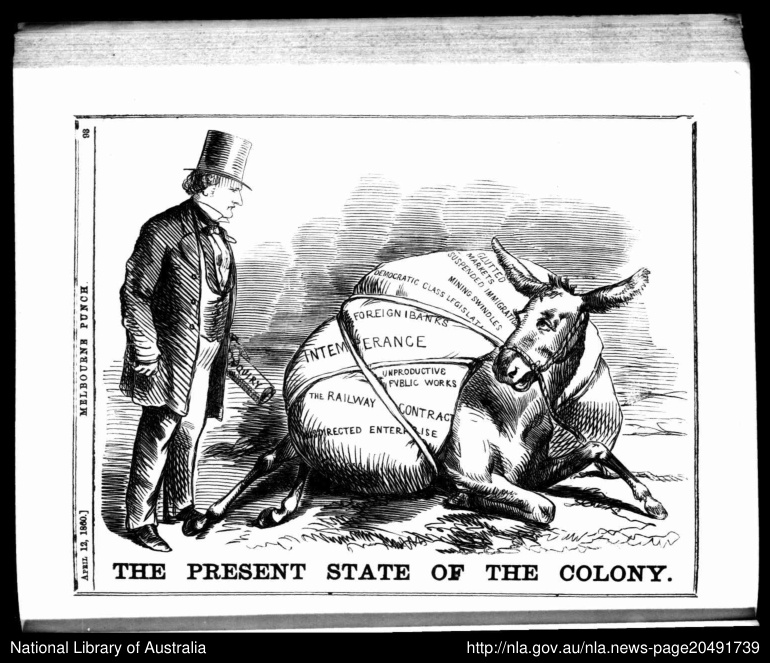 93
MELBOURNE PUNCH
APRIL 12, 1860.]
GLUTTED
MARKETS
SUSPENDED IMMIGRAT
MINING SWINDLES
DEMOCRATIC CLASS LEGISLAT
FOREIGN BANKS
INTEMPERANCE
UNPRODUCTIVE
PUBLIC WORKS
THE RAILWAY CONTRACT
DIRECTED ENTERPRISE
THE PRESENT STATE OF THE COLONY.
National Library of Australia
http://nla.gov.au/nla.news-page20491739